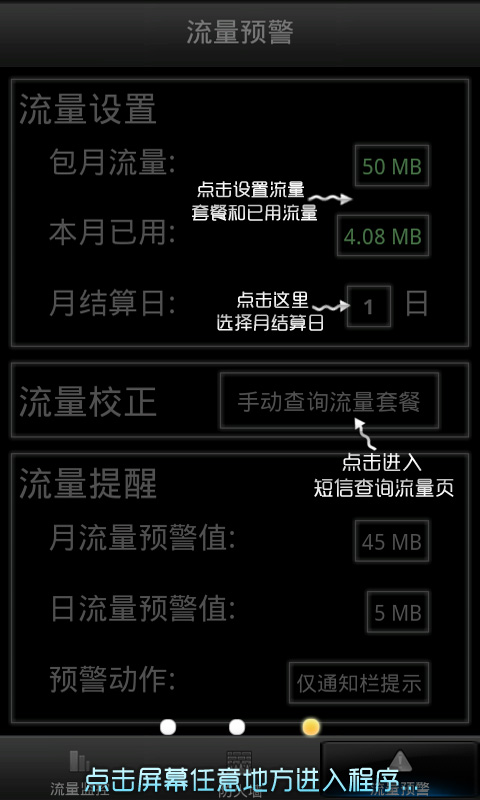 流量预警
流量设置
包月流量:
50 MB
点击设置流量
套餐和已用流量
本月已用:
4.08 MB
月结算日:
点击这里
选择月结算日
1
日
流量校正
手动查询流量套餐
点击进入
短信查询流量页
流量提醒
月流量预警值:
45 MB
日流量预警值:
5 MB
预警动作:
仅通知栏提示
点击屏幕任意地方进入程序...
流量监控
防火墙
流量预警